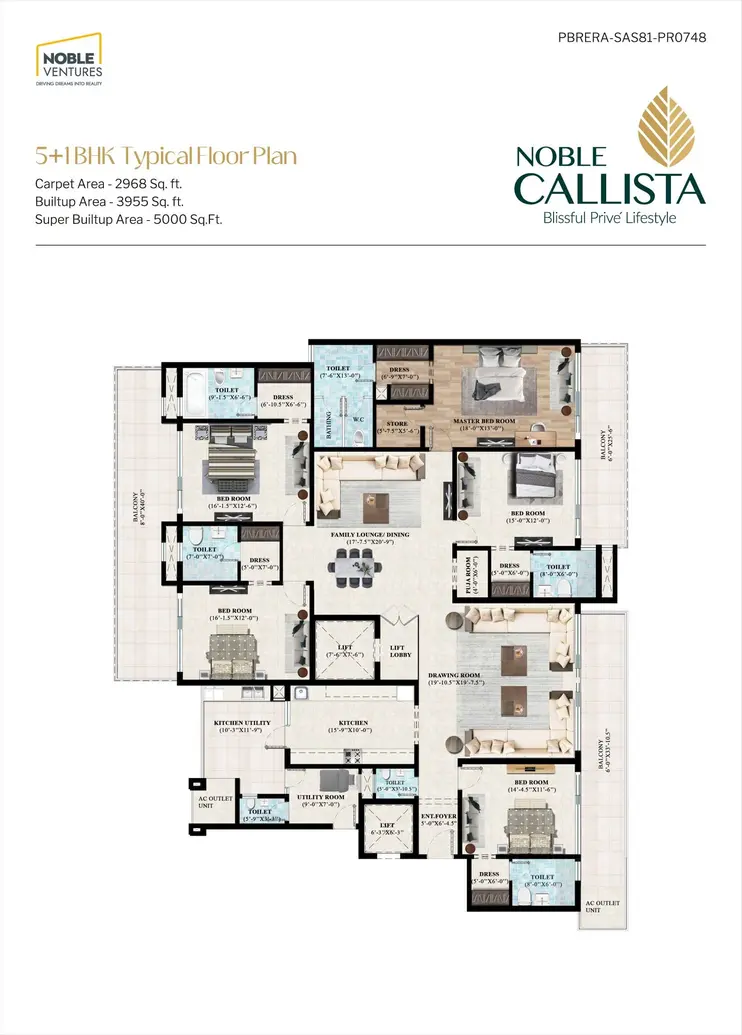 PBRERA-SAS81-PR0748
NOBLE
VENTURES
DRIVING DREAMS INTO REALITY
5+1 BHK Typical Floor Plan
Carpet Area - 2968 Sq. ft.
Builtup Area - 3955 Sq. ft.
Super Builtup Area - 5000 Sq.Ft.
NOBLE
CALLISTA
Blissful Privé Lifestyle
TOILET
(7'-6"X13'-0")
DRESS
(6'-9"X7'-0")
TOILET
(9'-1.5"X6'-6")
DRESS
(6'-10.5"X6'-6")
BATHING
W.C
STORE
(5'-7.5"X5'-6")
MASTER BED ROOM
(18'-0"X13'-0")
BALCONY
6'-0"X25'-6"
BALCONY
8'-0"X40'-0"
BED ROOM
(16'-1.5"X12'-6")
BED ROOM
(15'-0"X12'-0")
FAMILY LOUNGE/ DINING
(17'-7.5"X20'-9")
TOILET
(7'-0"X7'-0")
DRESS
(5'-0"X7'-0")
PUJA ROOM
(4'-0"X6'-0")
DRESS
(5'-0"X6'-0")
TOILET
(8'-0"X6'-0")
BED ROOM
(16'-1.5"X12'-0")
LIFT
(7'-6"X7'-6")
LIFT
LOBBY
DRAWING ROOM
(19'-10.5"X19'-7.5")
KITCHEN UTILITY
(10'-3"X11'-9")
KITCHEN
(15'-9"X10'-0")
BALCONY
6'-0"X33'-10.5"
AC OUTLET
UNIT
UTILITY ROOM
(9'-0"X7'-0")
TOILET
(5'-0"X3'-10.5")
BED ROOM
(14'-4.5"X11'-6")
TOILET
(5'-9"X3'-3")
LIFT
6'-3"X6'-3"
ENT.FOYER
5'-0"X6'-4.5"
DRESS
(5'-0"X6'-0")
TOILET
(8'-0"X6'-0")
AC OUTLET
UNIT